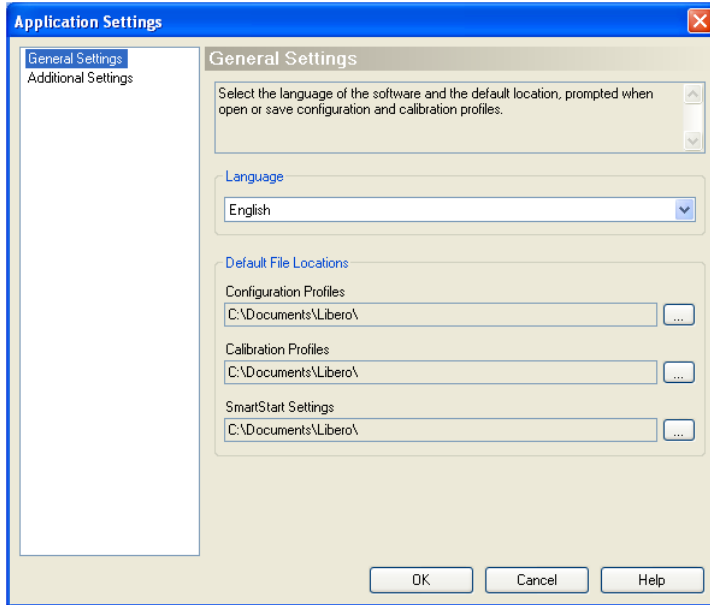 Application Settings
General Settings
Additional Settings
General Settings
Select the language of the software and the default location, prompted when
open or save configuration and calibration profiles.
Language
English
Default File Locations
Configuration Profiles
C:\Documents\Libero\
...
Calibration Profiles
C:\Documents\Libero\
...
SmartStart Settings
C:\Documents\Libero\
...
OK
Cancel
Help